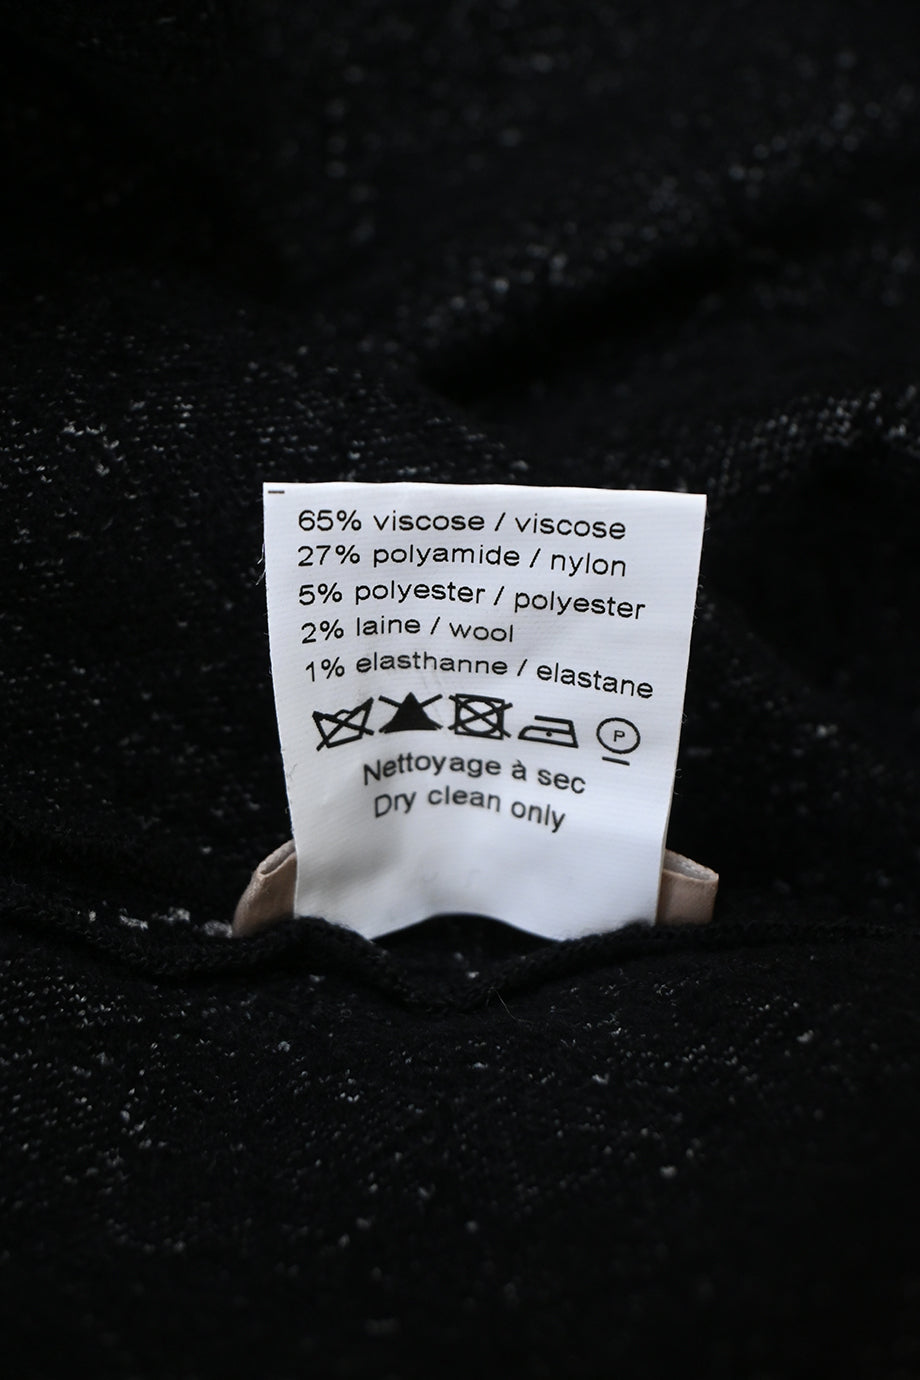 65% viscose / viscose
27% polyamide / nylon
5% polyester / polyester
2% laine / wool
1% elasthanne / elastane
P
Nettoyage à sec
Dry clean only